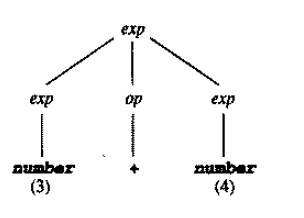 exp
exp op exp
number + number
(3) (4)